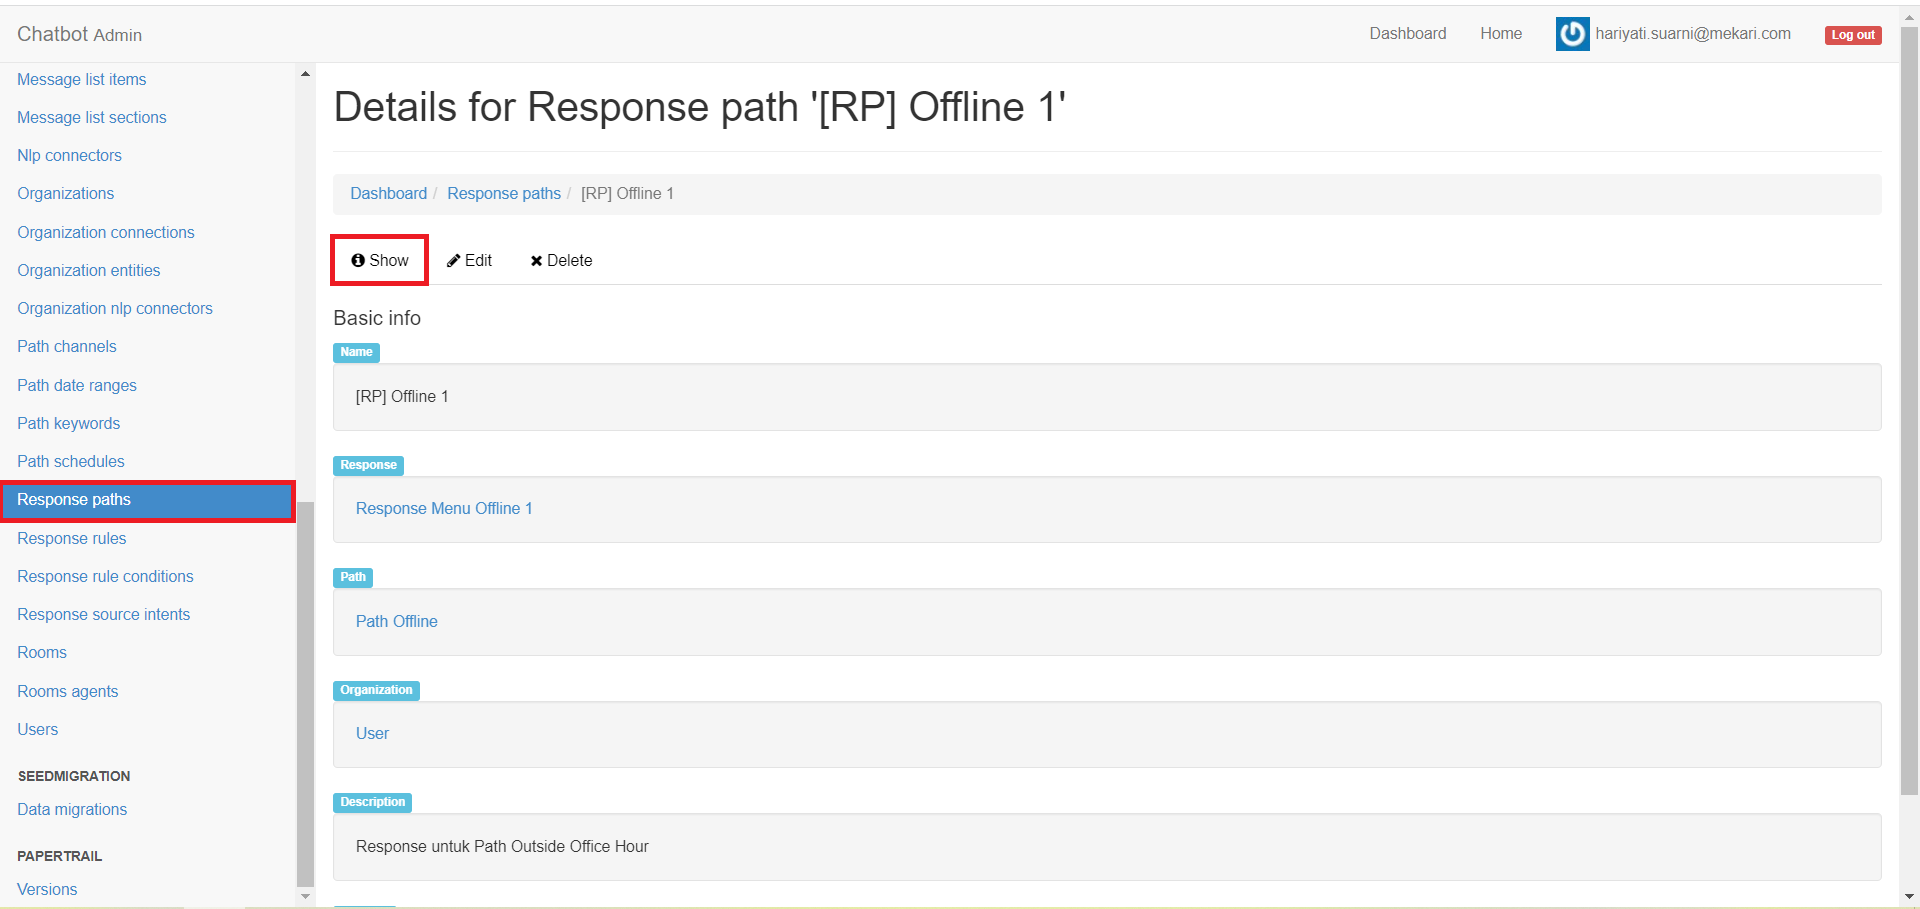 Chatbot Admin
Dashboard
Home
hariyati.suarni@mekari.com
Log out
Message list items
Message list sections
Nlp connectors
Organizations
Organization connections
Organization entities
Organization nlp connectors
Path channels
Path date ranges
Path keywords
Path schedules
Response paths
Response rules
Response rule conditions
Response source intents
Rooms
Rooms agents
Users
SEEDMIGRATION
Data migrations
PAPERTRAIL
Versions
Details for Response path '[RP] Offline 1'
Dashboard / Response paths / [RP] Offline 1
Show
Edit
Delete
Basic info
Name
[RP] Offline 1
Response
Response Menu Offline 1
Path
Path Offline
Organization
User
Description
Response untuk Path Outside Office Hour